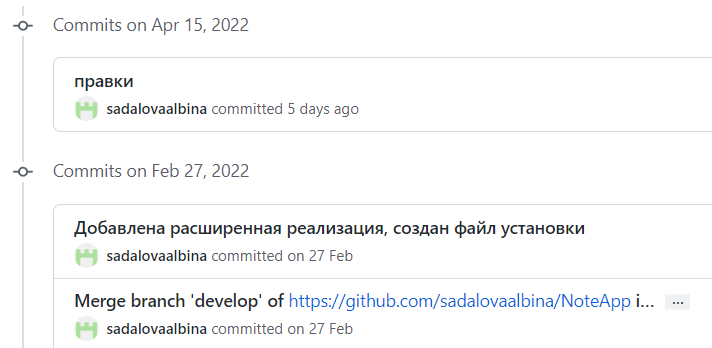 Commits on Apr 15, 2022
правки
sadalovaalbina committed 5 days ago
Commits on Feb 27, 2022
Добавлена расширенная реализация, создан файл установки
sadalovaalbina committed on 27 Feb
Merge branch 'develop' of https://github.com/sadalovaalbina/NoteApp i... ...
sadalovaalbina committed on 27 Feb